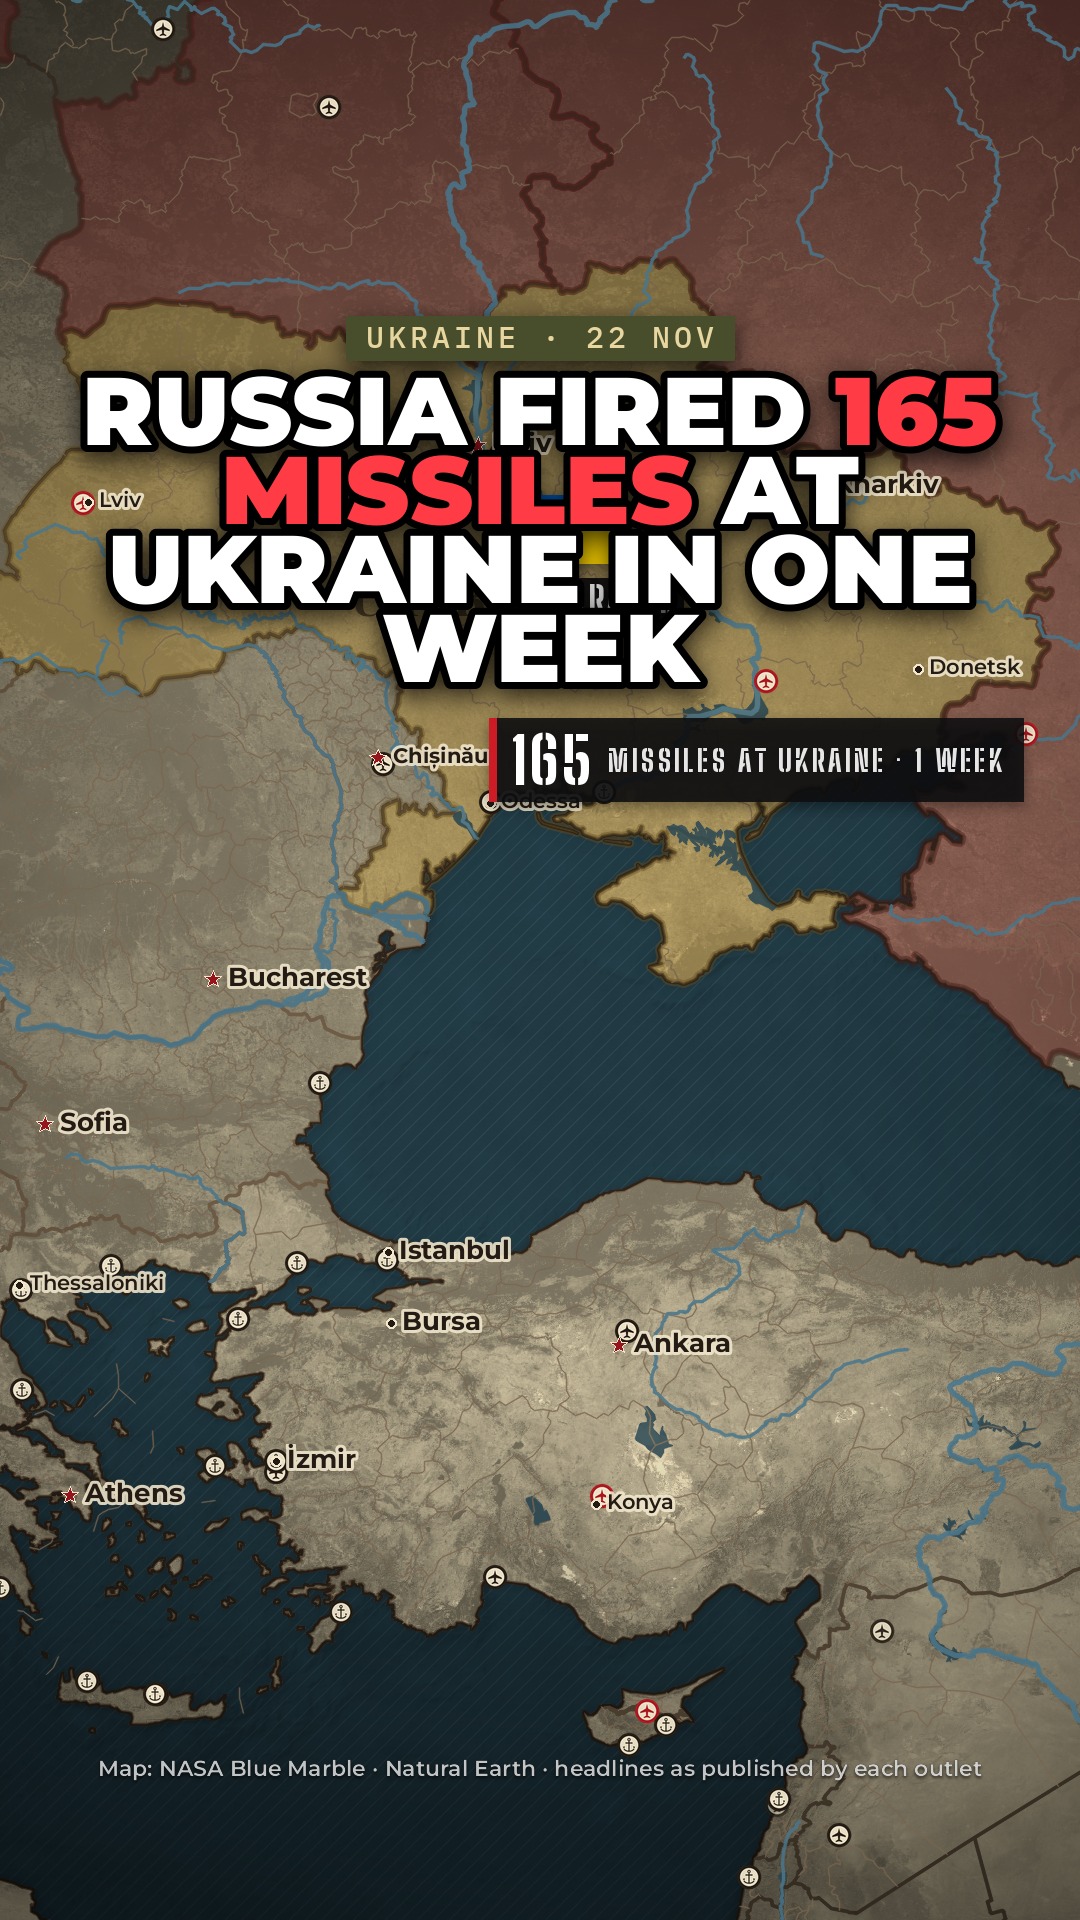 UKRAINE · 22 NOV
RUSSIA FIRED 165
MISSILES AT
UKRAINE IN ONE
WEEK
Lviv
Donetsk
165 MISSILES AT UKRAINE · 1 WEEK
Chișinău
Odessa
Bucharest
Sofia
Istanbul
Thessaloniki
Bursa
Ankara
İzmir
Athens
Konya
Map: NASA Blue Marble · Natural Earth · headlines as published by each outlet